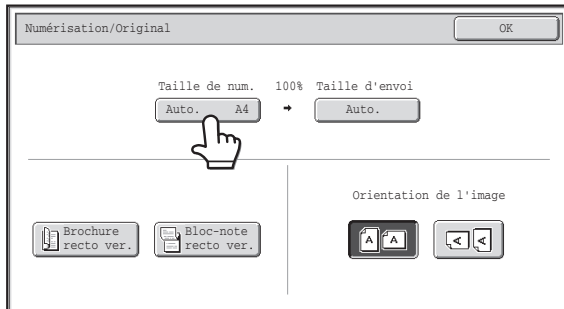 Numérisation/Original OK
Taille de num. 100% Taille d'envoi
Auto. A4 Auto.
Orientation de l'image
Brochure recto ver.
Bloc-note recto ver.
A A A A